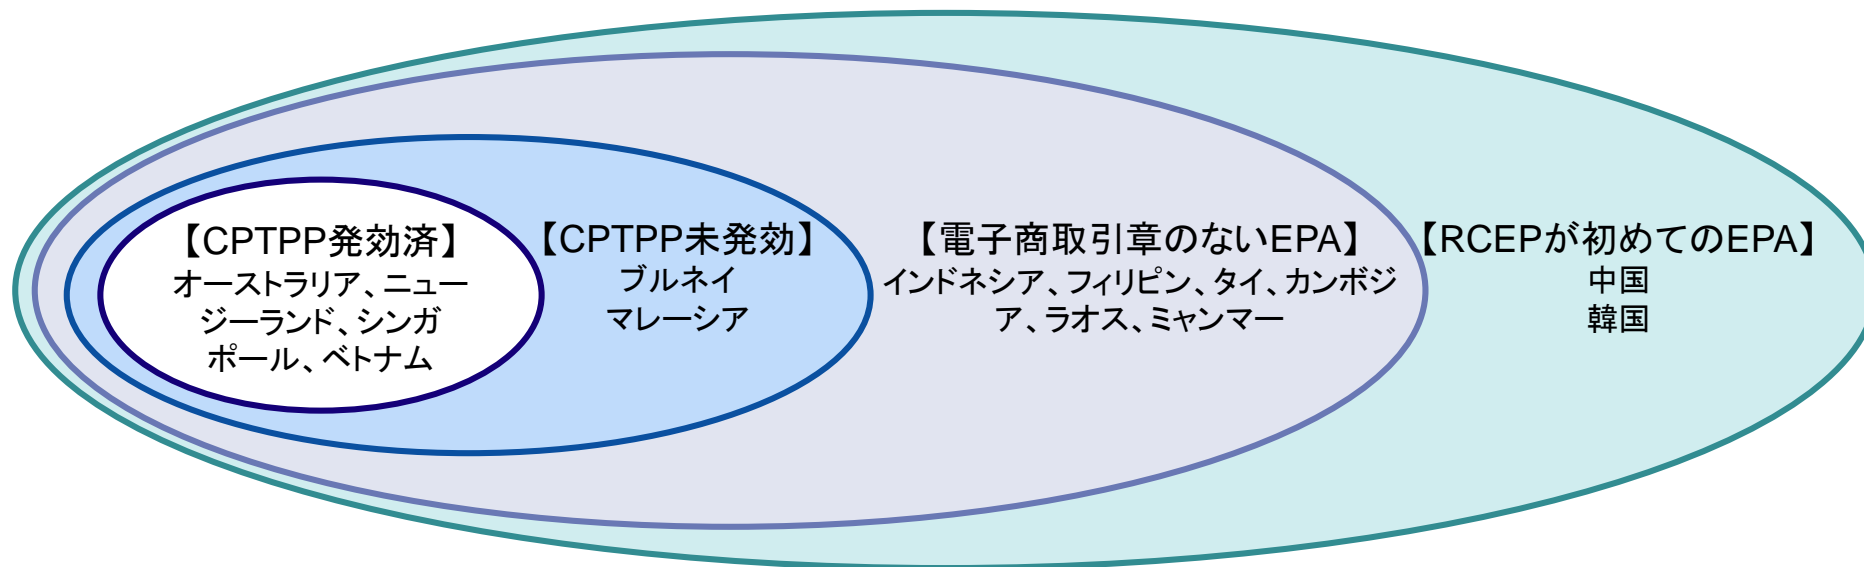 【CPTPP発効済】
オーストラリア、ニュー
ジーランド、シンガ
ポール、ベトナム
【CPTPP未発効】
ブルネイ
マレーシア
【電子商取引章のないEPA】
インドネシア、フィリピン、タイ、カンボジ
ア、ラオス、ミャンマー
【RCEPが初めてのEPA】
中国
韓国